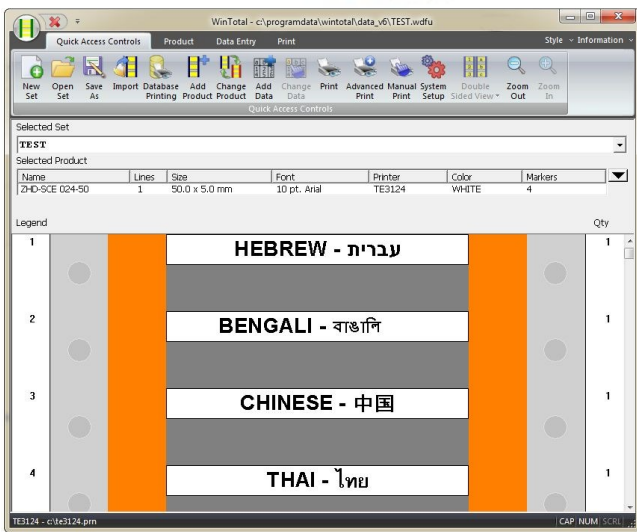 WinTotal - c:\programdata\wintotal\data_v6\TEST.wdfu
Quick Access Controls Product Data Entry Print Style Information
New Set Open Set Save As Import Database Printing Add Product Change Product Add Data Change Data Print Advanced Print Manual Print System Setup Double Sided View Zoom Out Zoom In
Quick Access Controls
Selected Set
TEST
Selected Product
Name Lines Size Font Printer Color Markers
ZHD-SCE 024-50 1 50.0 x 5.0 mm 10 pt. Arial TE3124 WHITE 4
Legend Qty
1 HEBREW - עברית 1
2 BENGALI - বাঙালি 1
3 CHINESE - 中国 1
4 THAI - ไทย 1
TE3124 - c:\te3124.prn CAP NUM SCRL